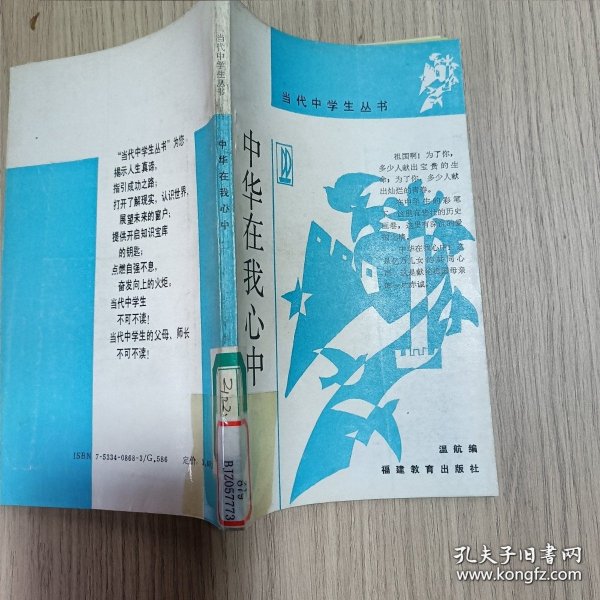 当代中学生丛书
中华在我心中
祖国啊！为了你，
多少人献出宝贵的生
命；为了你，多少人献
出灿烂的青春。
温航编
福建教育出版社
当代中学生丛书
中华在我心中
“当代中学生丛书”为您
揭示人生真谛，
指引成功之路；
打开了解现实，认识世界，
展望未来的窗户；
提供开启知识宝库
的钥匙；
点燃自强不息，
奋发向上的火炬。
当代中学生
不可不读！
当代中学生的父母、师长
不可不读！
ISBN 7-5334-0868-3/G.586
定价：
BJZ057773
孔夫子旧书网
www.kongfz.com